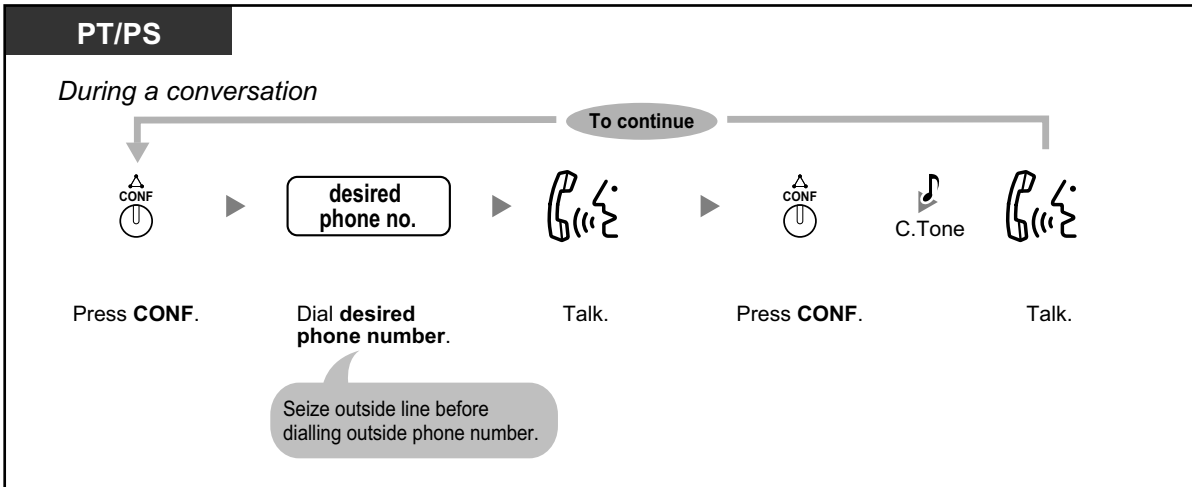 PT/PS
During a conversation
To continue
CONF
desired
phone no.
CONF
C.Tone
Press CONF.
Dial desired
phone number.
Talk.
Press CONF.
Talk.
Seize outside line before
dialling outside phone number.